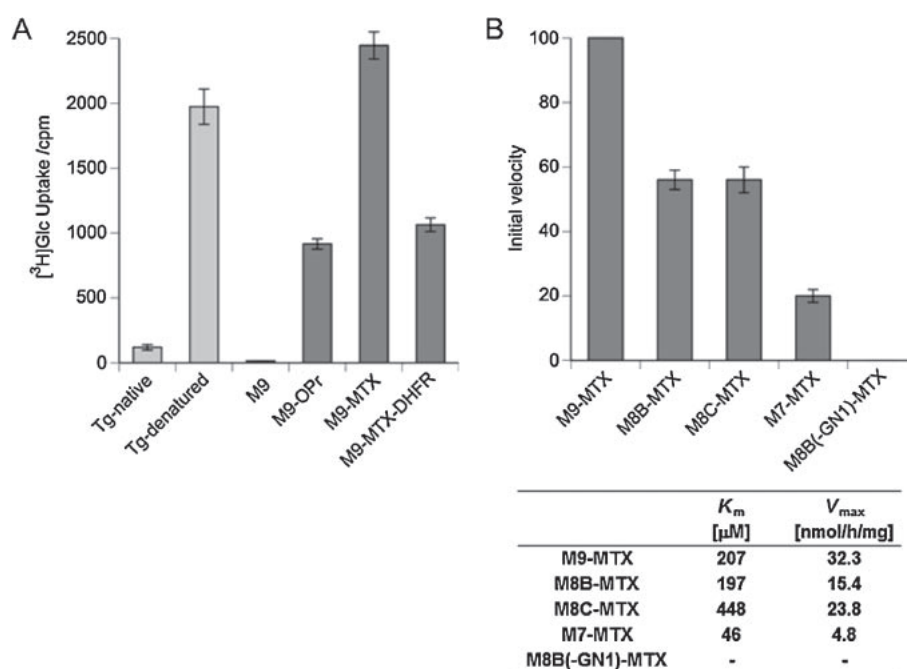 A
[³H]Glc Uptake /cpm
2500
2000
1500
1000
500
0
Tg-native
Tg-denatured
M9
M9-OPr
M9-MTX
M9-MTX-DHFR
B
Initial velocity
100
80
60
40
20
0
M9-MTX
M8B-MTX
M8C-MTX
M7-MTX
M8B(-GN1)-MTX
Km Vmax
[µM] [nmol/h/mg]
M9-MTX 207 32.3
M8B-MTX 197 15.4
M8C-MTX 448 23.8
M7-MTX 46 4.8
M8B(-GN1)-MTX - -